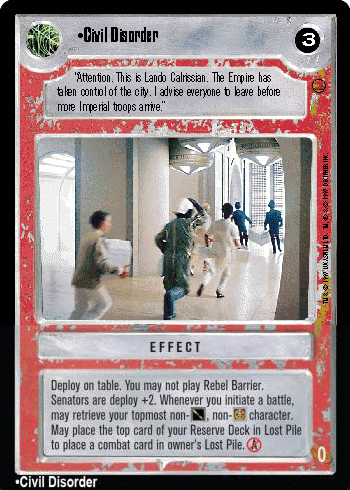 •Civil Disorder
3
"Attention. This is Lando Calrissian. The Empire has
taken control of the city. I advise everyone to leave before
more Imperial troops arrive."
EFFECT
Deploy on table. You may not play Rebel Barrier.
Senators are deploy +2. Whenever you initiate a battle,
may retrieve your topmost non-, non- character.
May place the top card of your Reserve Deck in Lost Pile
to place a combat card in owner's Lost Pile. A
0
•Civil Disorder